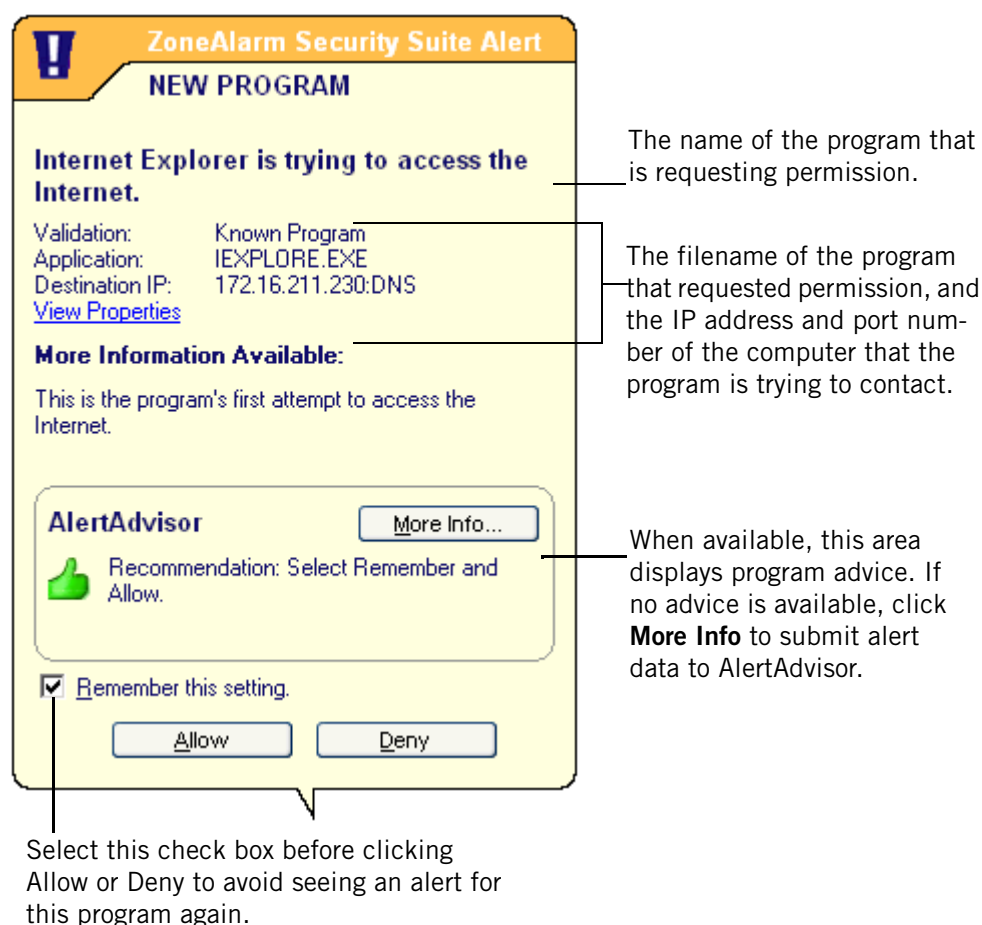 ZoneAlarm Security Suite Alert
NEW PROGRAM
Internet Explorer is trying to access the
Internet.
Validation: Known Program
Application: IEXPLORE.EXE
Destination IP: 172.16.211.230:DNS
View Properties
More Information Available:
This is the program's first attempt to access the
Internet.
AlertAdvisor
More Info...
Recommendation: Select Remember and
Allow.
Remember this setting.
Allow
Deny
The name of the program that
is requesting permission.
The filename of the program
that requested permission, and
the IP address and port num-
ber of the computer that the
program is trying to contact.
When available, this area
displays program advice. If
no advice is available, click
More Info to submit alert
data to AlertAdvisor.
Select this check box before clicking
Allow or Deny to avoid seeing an alert for
this program again.